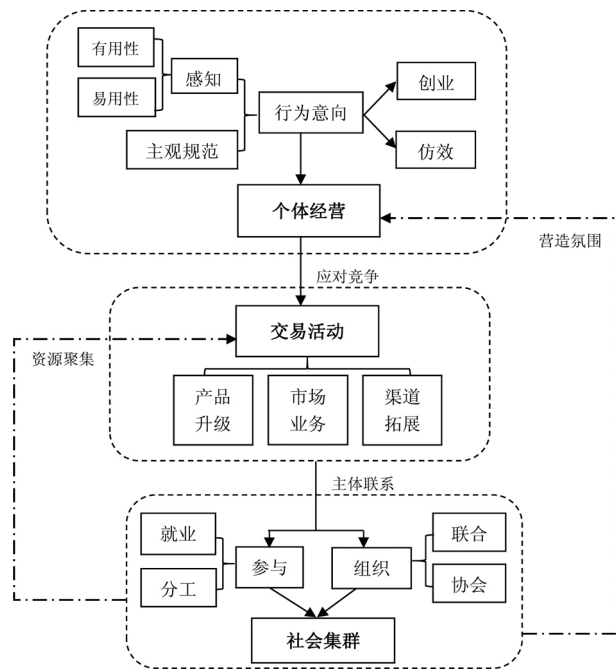 有用性
感知
易用性
主观规范
行为意向
创业
仿效
个体经营
营造氛围
应对竞争
交易活动
资源聚集
产品
升级
市场
业务
渠道
拓展
主体联系
就业
分工
参与
组织
联合
协会
社会集群